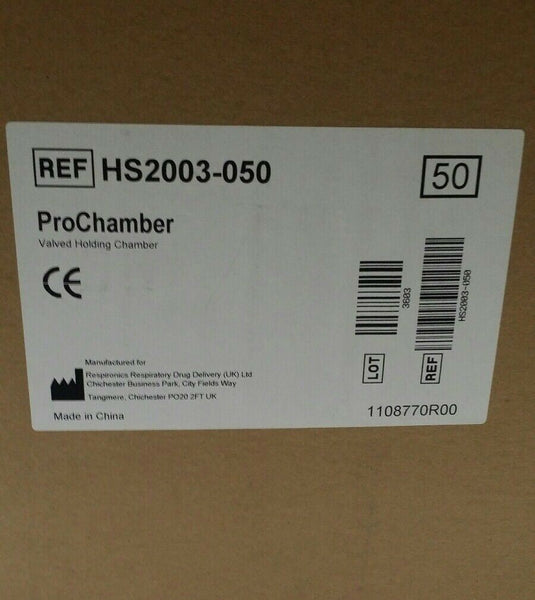 REF HS2003-050
50
ProChamber
Valved Holding Chamber
CE
3603
HS2003-050
LOT
REF
Manufactured for
Respironics Respiratory Drug Delivery (UK) Ltd
Chichester Business Park, City Fields Way
Tangmere, Chichester PO20 2FT UK
Made in China
1108770R00